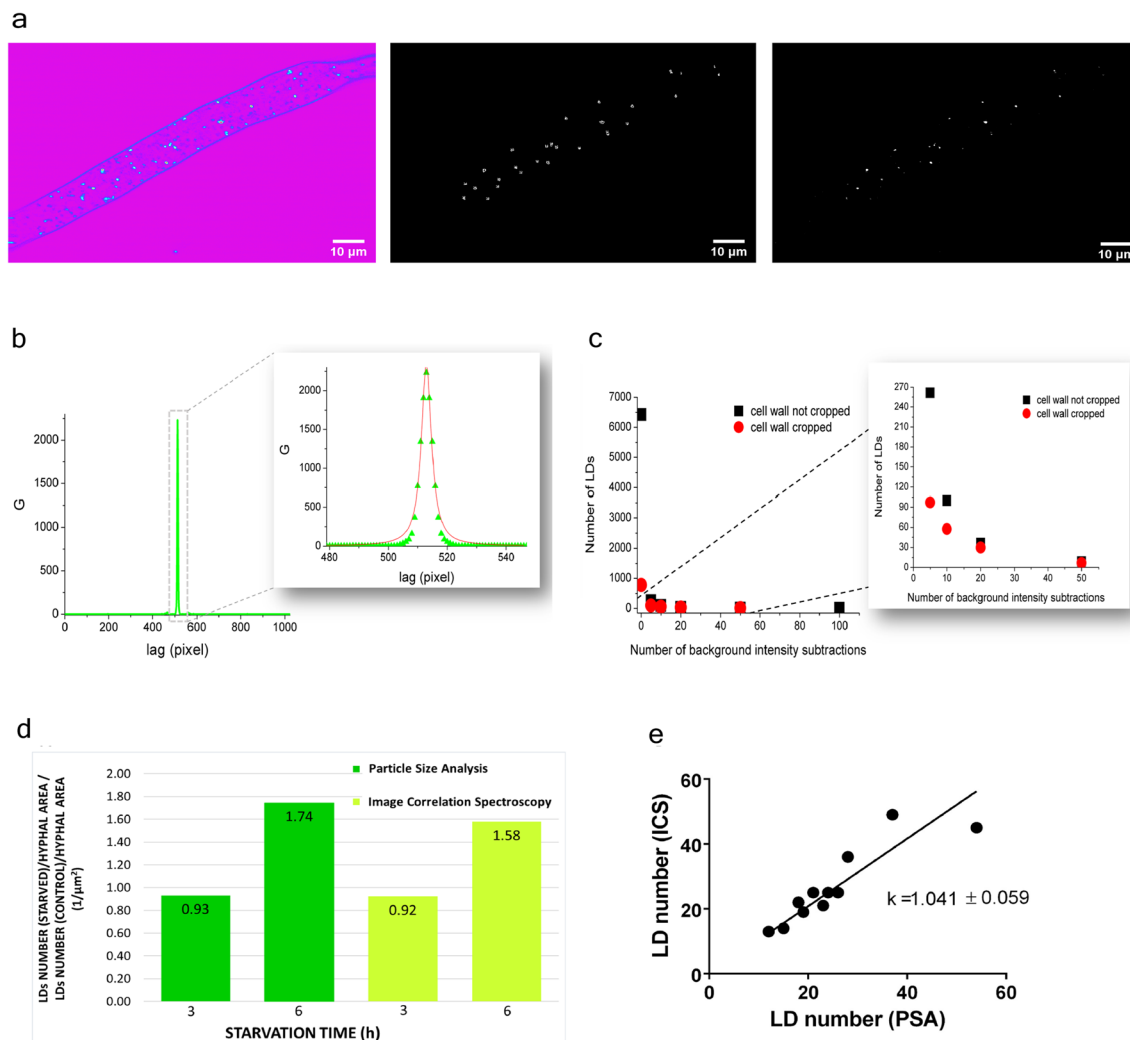 a
10 µm
10 µm
10 µm
b
G
2000
1500
1000
500
0
0 200 400 600 800 1000
lag (pixel)
G
2000
1500
1000
500
0
480 500 520 540
lag (pixel)
c
Number of LDs
7000
6000
5000
4000
3000
2000
1000
0
0 20 40 60 80 100
Number of background intensity subtractions
cell wall not cropped
cell wall cropped
Number of LDs
270
240
210
180
150
120
90
60
30
0
0 10 20 30 40 50
Number of background intensity subtractions
cell wall not cropped
cell wall cropped
d
LDs NUMBER (STARVED)/HYPHAL AREA /
LDs NUMBER (CONTROL)/HYPHAL AREA
(1/µm²)
2.00
1.80
1.60
1.40
1.20
1.00
0.80
0.60
0.40
0.20
0.00
Particle Size Analysis
Image Correlation Spectroscopy
0.93
1.74
0.92
1.58
3 6 3 6
STARVATION TIME (h)
e
LD number (ICS)
60
40
20
0
k=1.041 ± 0.059
0 20 40 60
LD number (PSA)